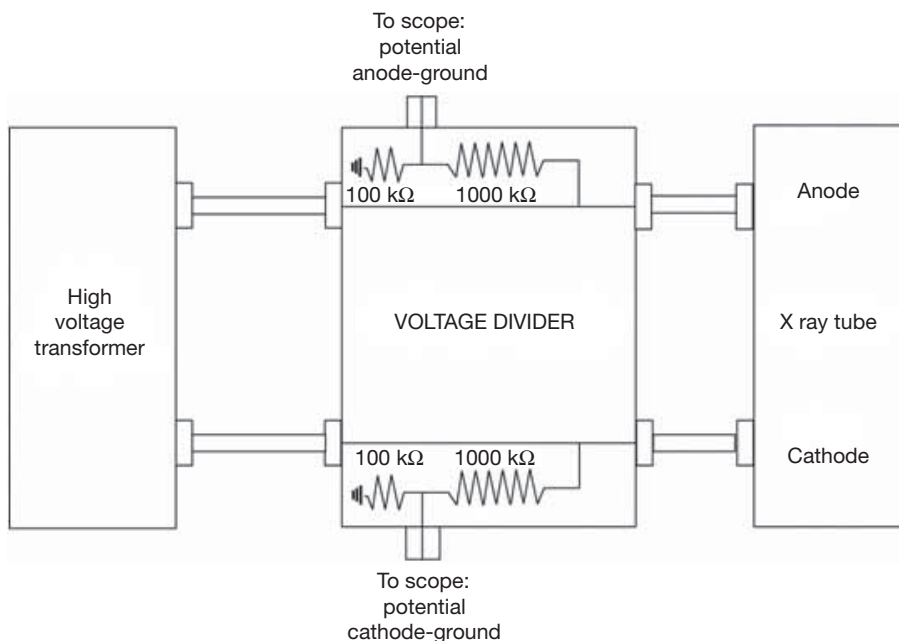 To scope:
potential
anode-ground
100 kΩ
1000 kΩ
Anode
High
voltage
transformer
VOLTAGE DIVIDER
X ray tube
100 kΩ
1000 kΩ
Cathode
To scope:
potential
cathode-ground